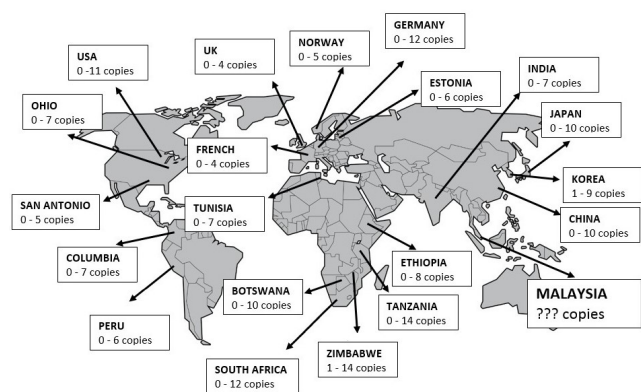 USA
0 -11 copies
UK
0 - 4 copies
NORWAY
0 - 5 copies
GERMANY
0 - 12 copies
ESTONIA
0 - 6 copies
INDIA
0 - 7 copies
OHIO
0 - 7 copies
JAPAN
0 - 10 copies
FRENCH
0 - 4 copies
KOREA
1 - 9 copies
SAN ANTONIO
0 - 5 copies
TUNISIA
0 - 7 copies
CHINA
0 - 10 copies
COLUMBIA
0 - 7 copies
ETHIOPIA
0 - 8 copies
BOTSWANA
0 - 10 copies
TANZANIA
0 - 14 copies
MALAYSIA
??? copies
PERU
0 - 6 copies
SOUTH AFRICA
0 - 12 copies
ZIMBABWE
1 - 14 copies